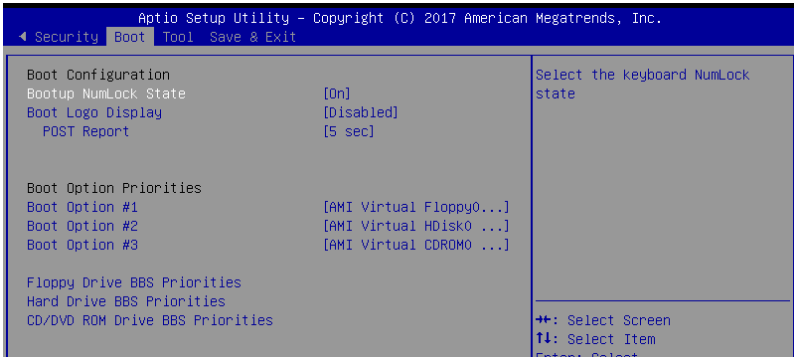 Aptio Setup Utility – Copyright (C) 2017 American Megatrends, Inc.
Security Boot Tool Save & Exit
Boot Configuration
Bootup NumLock State [On]
Boot Logo Display [Disabled]
POST Report [5 sec]
Boot Option Priorities
Boot Option #1 [AMI Virtual Floppy0...]
Boot Option #2 [AMI Virtual HDisk0 ...]
Boot Option #3 [AMI Virtual CDROM0 ...]
Floppy Drive BBS Priorities
Hard Drive BBS Priorities
CD/DVD ROM Drive BBS Priorities
Select the keyboard NumLock
state
→←: Select Screen
↑↓: Select Item
Enter: Select